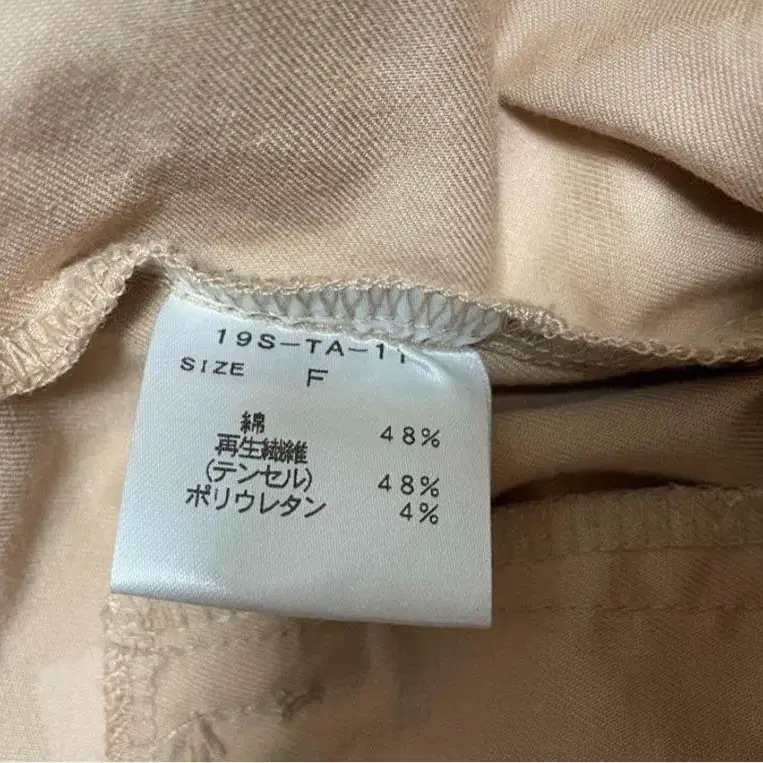 19S-TA-11
SIZE F
綿 48%
再生繊維
(テンセル) 48%
ポリウレタン 4%